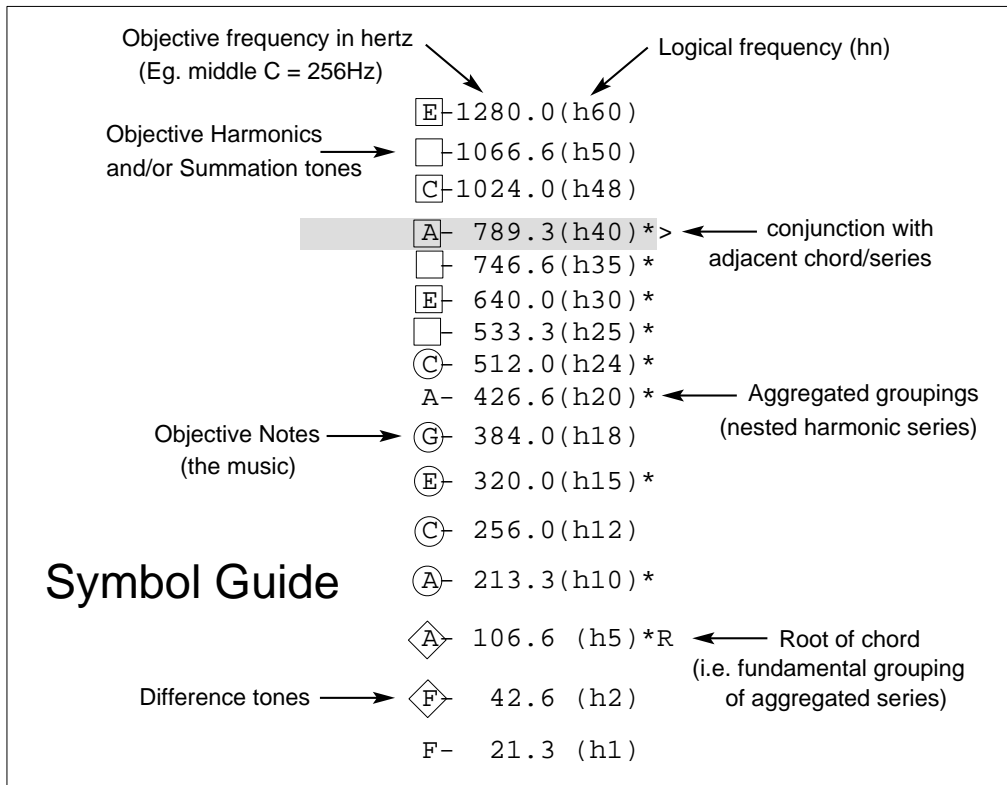 Objective frequency in hertz
(Eg. middle C = 256Hz)
Logical frequency (hn)
E-1280.0(h60)
Objective Harmonics
and/or Summation tones
-1066.6(h50)
C-1024.0(h48)
A- 789.3(h40)*>
conjunction with
adjacent chord/series
- 746.6(h35)*
E- 640.0(h30)*
- 533.3(h25)*
C- 512.0(h24)*
A- 426.6(h20)*
Aggregated groupings
(nested harmonic series)
Objective Notes
(the music)
G- 384.0(h18)
E- 320.0(h15)*
C- 256.0(h12)
Symbol Guide
A- 213.3(h10)*
A- 106.6 (h5)*R
Root of chord
(i.e. fundamental grouping
of aggregated series)
Difference tones
F- 42.6 (h2)
F- 21.3 (h1)